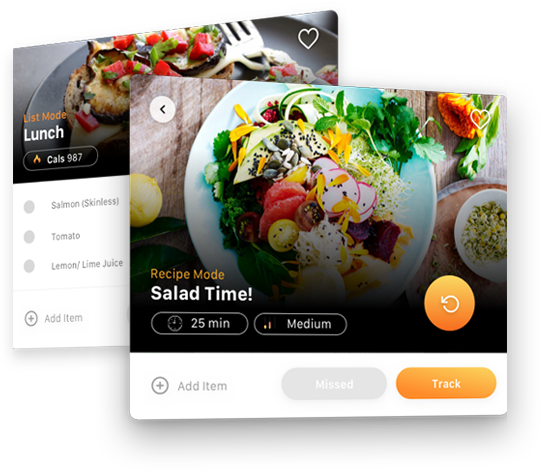 List Mode
Lunch
Cals 987
Salmon (Skinless)
Tomato
Lemon/ Lime Juice
Add Item
Recipe Mode
Salad Time!
25 min
Medium
Add Item
Missed
Track